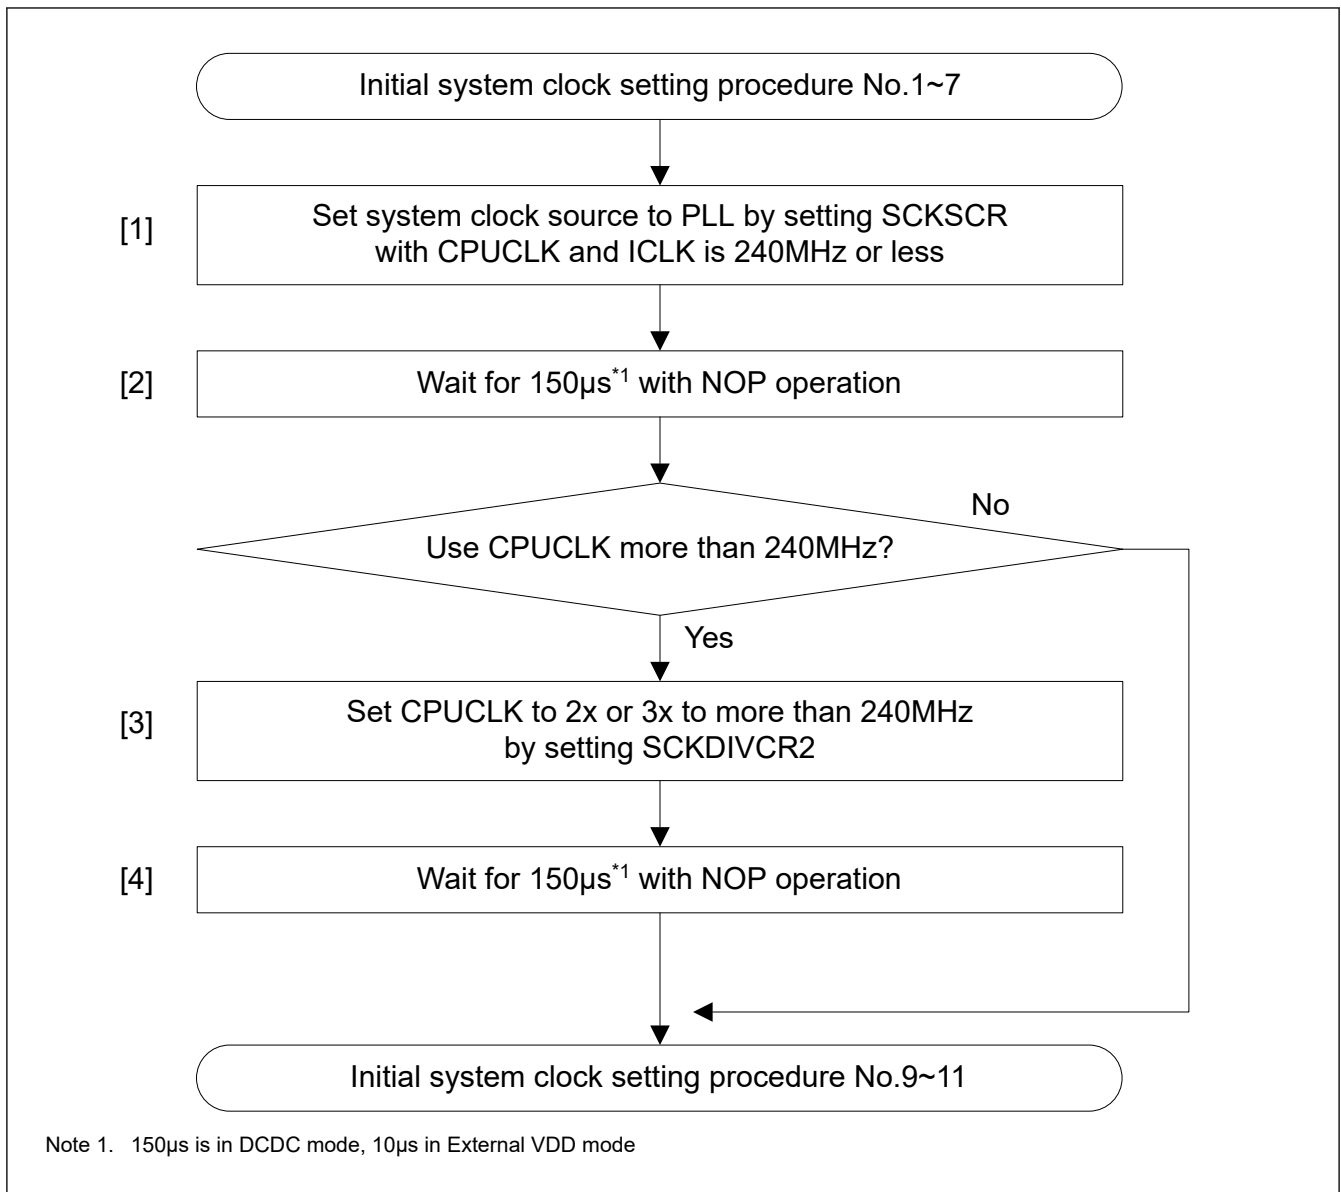 Initial system clock setting procedure No.1~7
[1]
Set system clock source to PLL by setting SCKSCR
with CPUCLK and ICLK is 240MHz or less
[2]
Wait for 150µs*1 with NOP operation
Use CPUCLK more than 240MHz?
No
Yes
[3]
Set CPUCLK to 2x or 3x to more than 240MHz
by setting SCKDIVCR2
[4]
Wait for 150µs*1 with NOP operation
Initial system clock setting procedure No.9~11
Note 1. 150µs is in DCDC mode, 10µs in External VDD mode